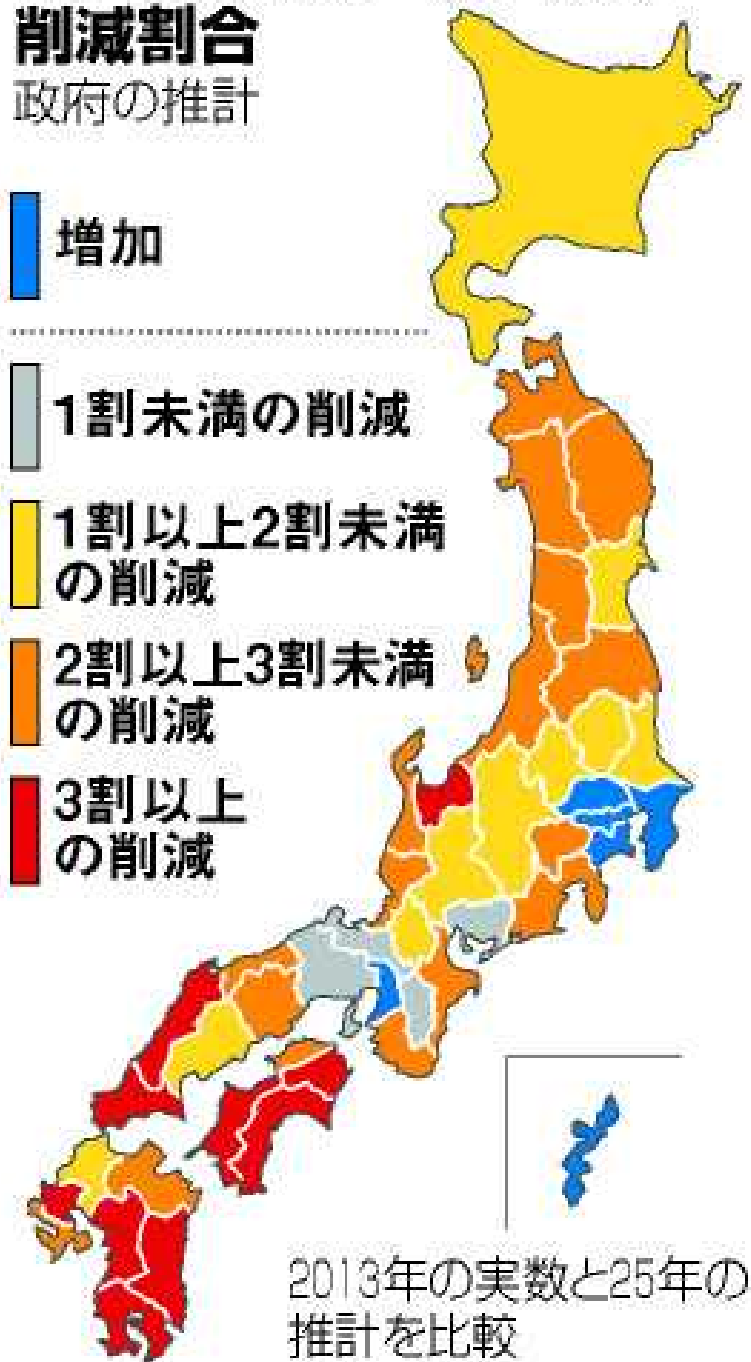 削減割合
政府の推計
増加
1割未満の削減
1割以上2割未満
の削減
2割以上3割未満
の削減
3割以上
の削減
2013年の実数と25年の
推計を比較